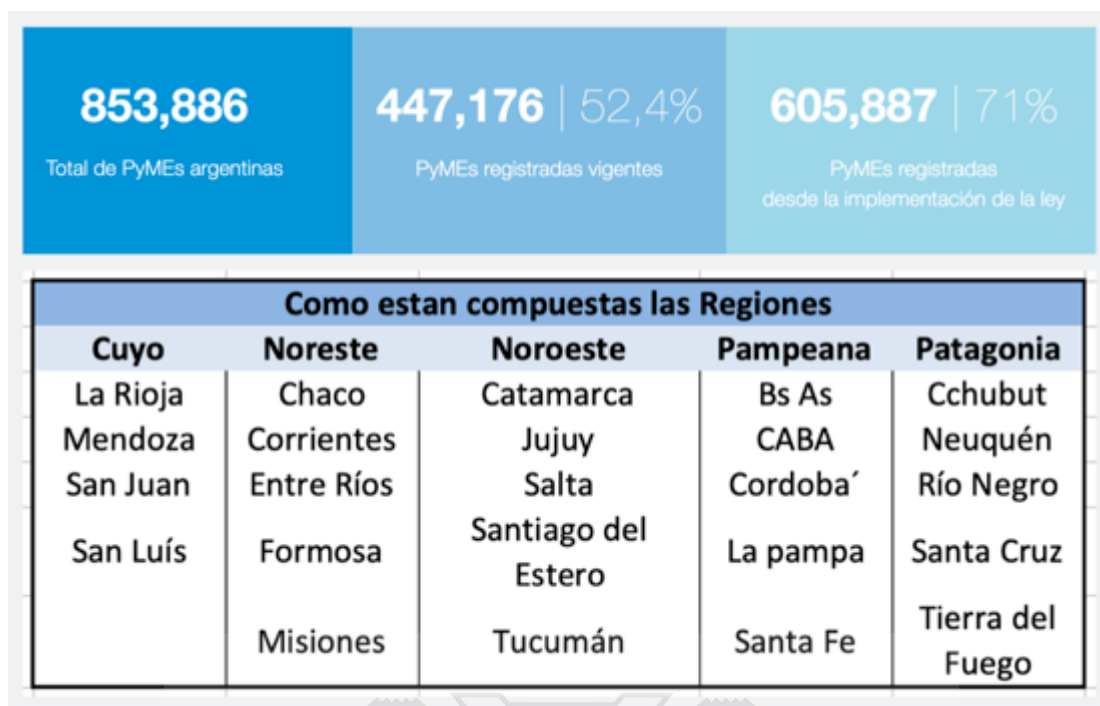 853,886
447,176 | 52,4%
605,887 | 71%
Total de PyMEs argentinas
PyMEs registradas vigentes
PyMEs registradas
desde la implementación de la ley
Como estan compuestas las Regiones
Cuyo Noreste Noroeste Pampeana Patagonia
La Rioja Chaco Catamarca Bs As Cchubut
Mendoza Corrientes Jujuy CABA Neuquén
San Juan Entre Ríos Salta Cordoba´ Río Negro
San Luís Formosa Santiago del Estero La pampa Santa Cruz
Misiones Tucumán Santa Fe Tierra del Fuego